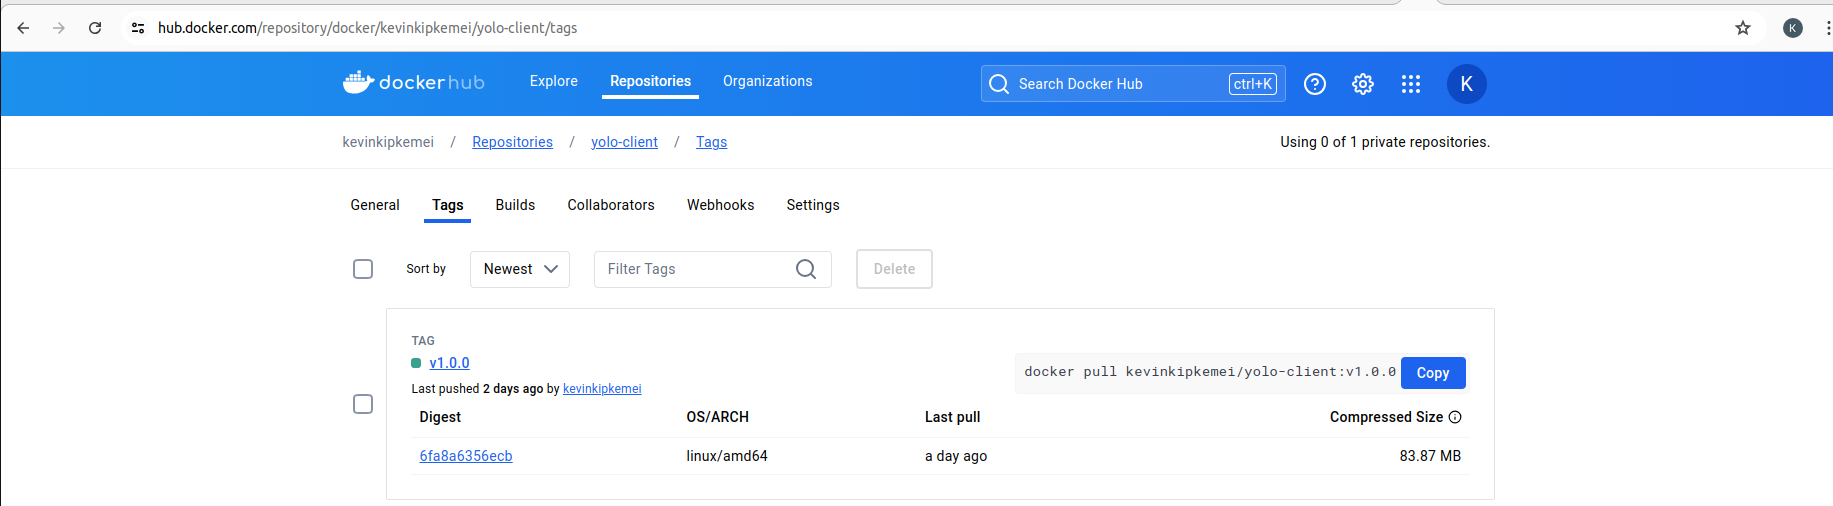 hub.docker.com/repository/docker/kevinkipkemei/yolo-client/tags
K
dockerhub Explore Repositories Organizations Search Docker Hub ctrl+K ? K
kevinkipkemei / Repositories / yolo-client / Tags Using 0 of 1 private repositories.
General Tags Builds Collaborators Webhooks Settings
Sort by Newest Filter Tags Delete
TAG
v1.0.0
docker pull kevinkipkemei/yolo-client:v1.0.0 Copy
Last pushed 2 days ago by kevinkipkemei
Digest OS/ARCH Last pull Compressed Size
6fa8a6356ecb linux/amd64 a day ago 83.87 MB